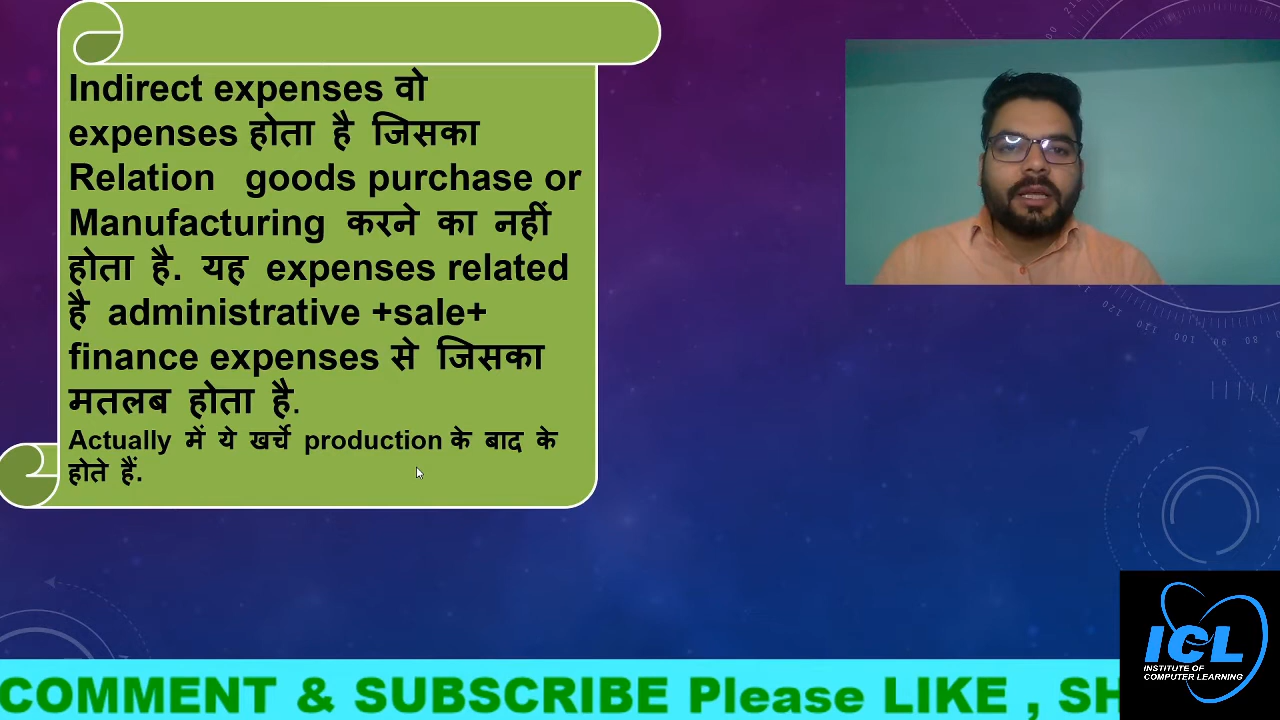 Indirect expenses वो
expenses होता है जिसका
Relation goods purchase or
Manufacturing करने का नहीं
होता है. यह expenses related
है administrative +sale+
finance expenses से जिसका
मतलब होता है.
Actually में ये खर्चे production के बाद के
होते हैं.
COMMENT & SUBSCRIBE Please LIKE , SH
ICL
INSTITUTE OF
COMPUTER LEARNING